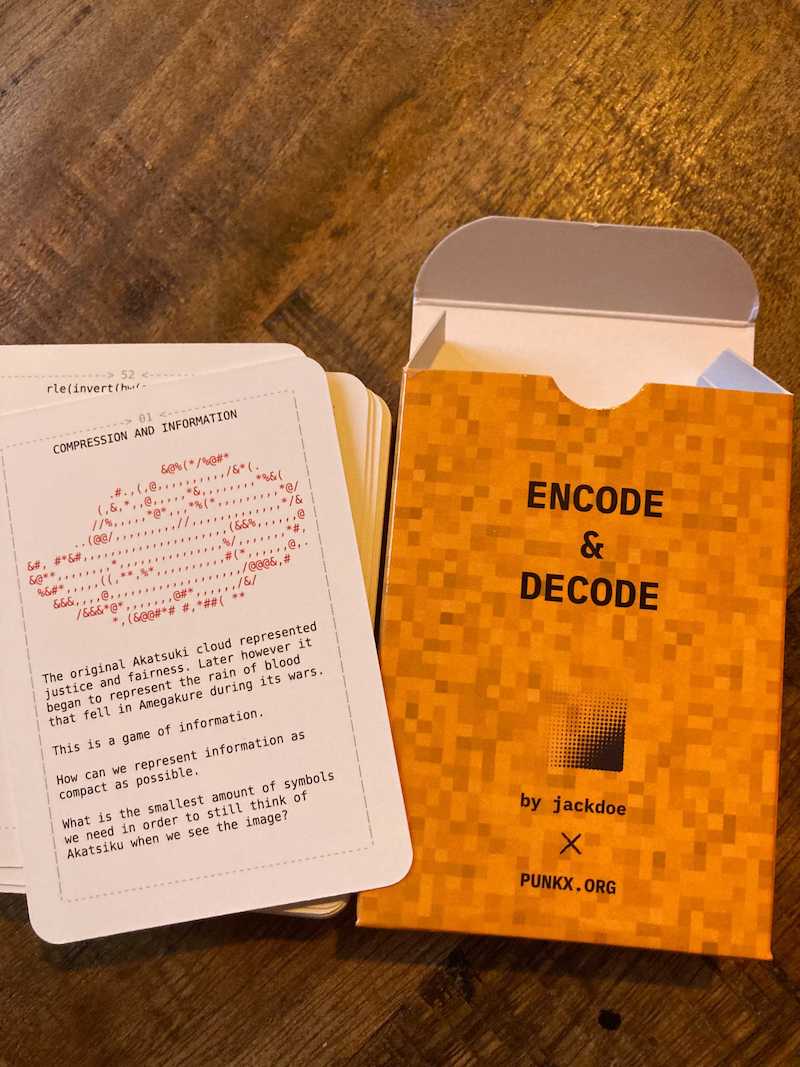 52
rle(invert(bw(
01
COMPRESSION AND INFORMATION
&@%(*/%@#*
.#.,(,@,,,,,,,,,,/&*(.
(,&,*,,@,,,,,*&,,,,,,,,*%&(
//%,,,,,*@*,,,*%(*,,,,,,,,,*@/
..(@@/,,,,,,,,,//,,,,,,,,,,,,,*/&
&#, #*&#,,,,,,,,,,,,,,,,,,,,,(&&%,,,,,@
&@**,,,,,,,,*,,,,,,,,,,,,,,,%/,,,,,,,*#,
%&#*,,,,,((,**,%*,,,,,,,,,,#(*,,,,,,@,.
&&&,,,,@,,,,,,,,,,,,,,,,,,,/@@@&,#
/&&&*@*,,,,,,,@#*,,,,,,/&/
*,(&@@#*# #,*##( **
The original Akatsuki cloud represented
justice and fairness. Later however it
began to represent the rain of blood
that fell in Amegakure during its wars.
This is a game of information.
How can we represent information as
compact as possible.
What is the smallest amount of symbols
we need in order to still think of
Akatsiku when we see the image?
ENCODE
&
DECODE
by jackdoe
X
PUNKX.ORG